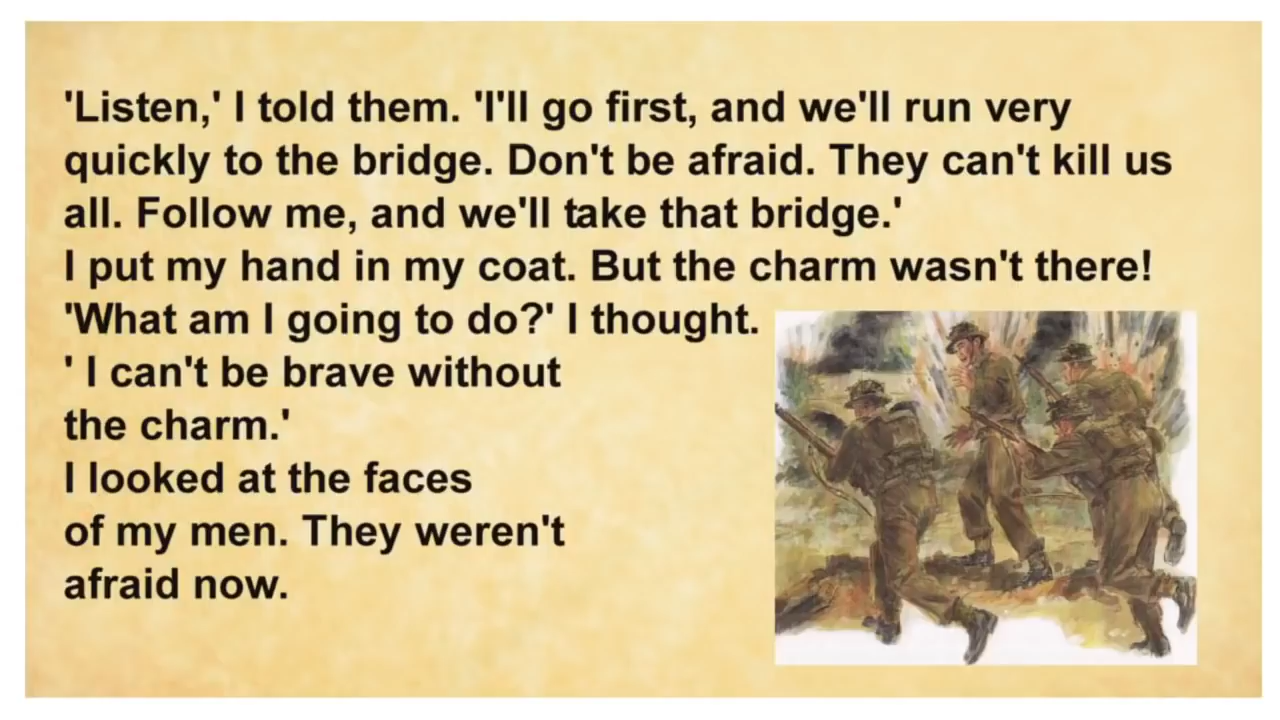 'Listen,' I told them. 'I'll go first, and we'll run very
quickly to the bridge. Don't be afraid. They can't kill us
all. Follow me, and we'll take that bridge.'
I put my hand in my coat. But the charm wasn't there!
'What am I going to do?' I thought.
' I can't be brave without
the charm.'
I looked at the faces
of my men. They weren't
afraid now.